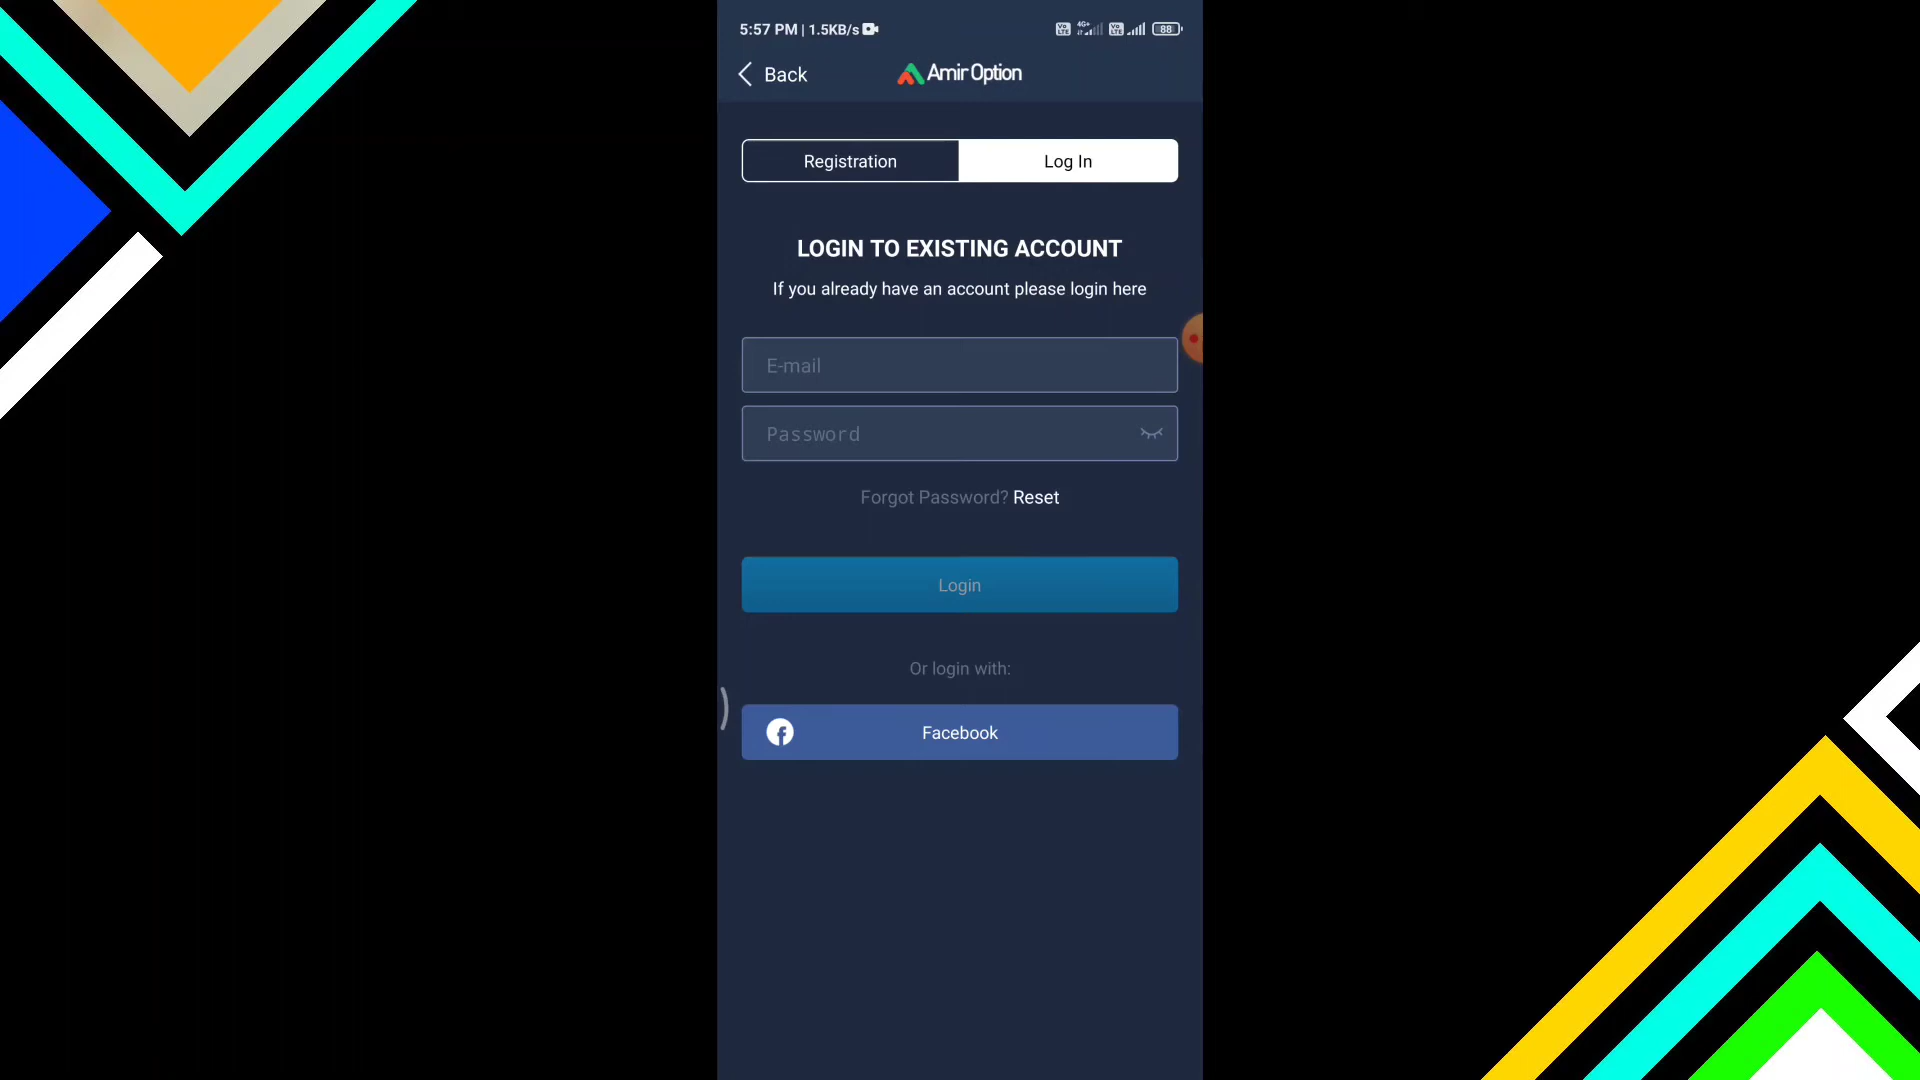 5:57 PM | 1.5KB/s
88
Back
Amir Option
Registration
Log In
LOGIN TO EXISTING ACCOUNT
If you already have an account please login here
E-mail
Password
Forgot Password? Reset
Login
Or login with:
Facebook